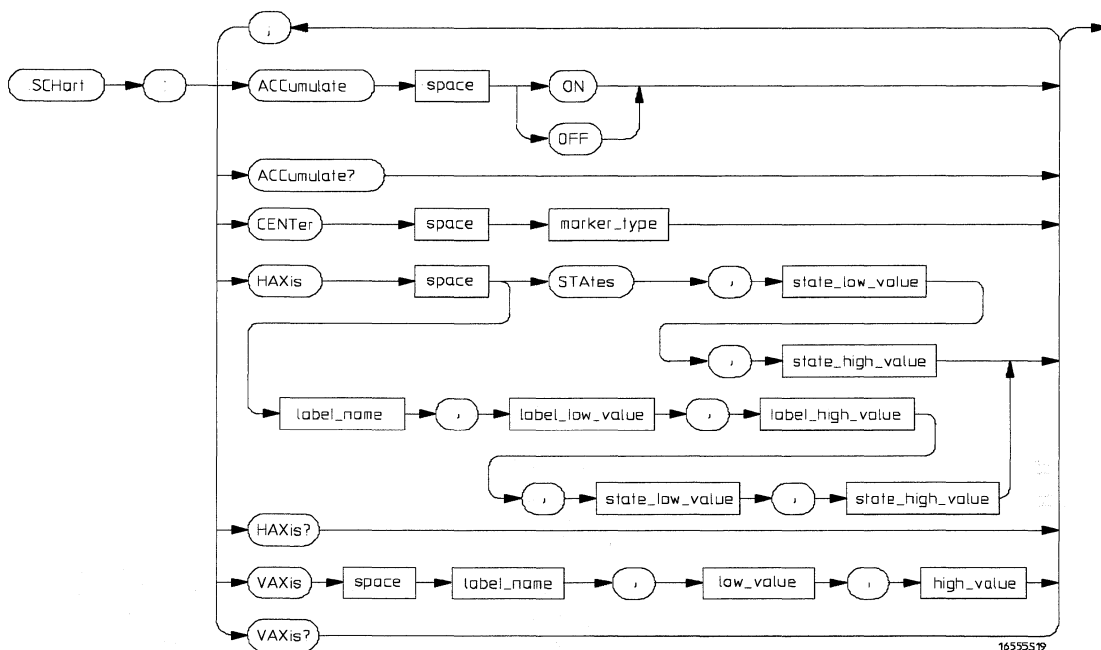 ;
SCHart : ACCumulate space ON
OFF
ACCumulate?
CENTer space marker_type
HAXis space STAtes , state_low_value
, state_high_value
label_name , label_low_value , label_high_value
, state_low_value , state_high_value
HAXis?
VAXis space label_name , low_value , high_value
VAXis?
16555S19